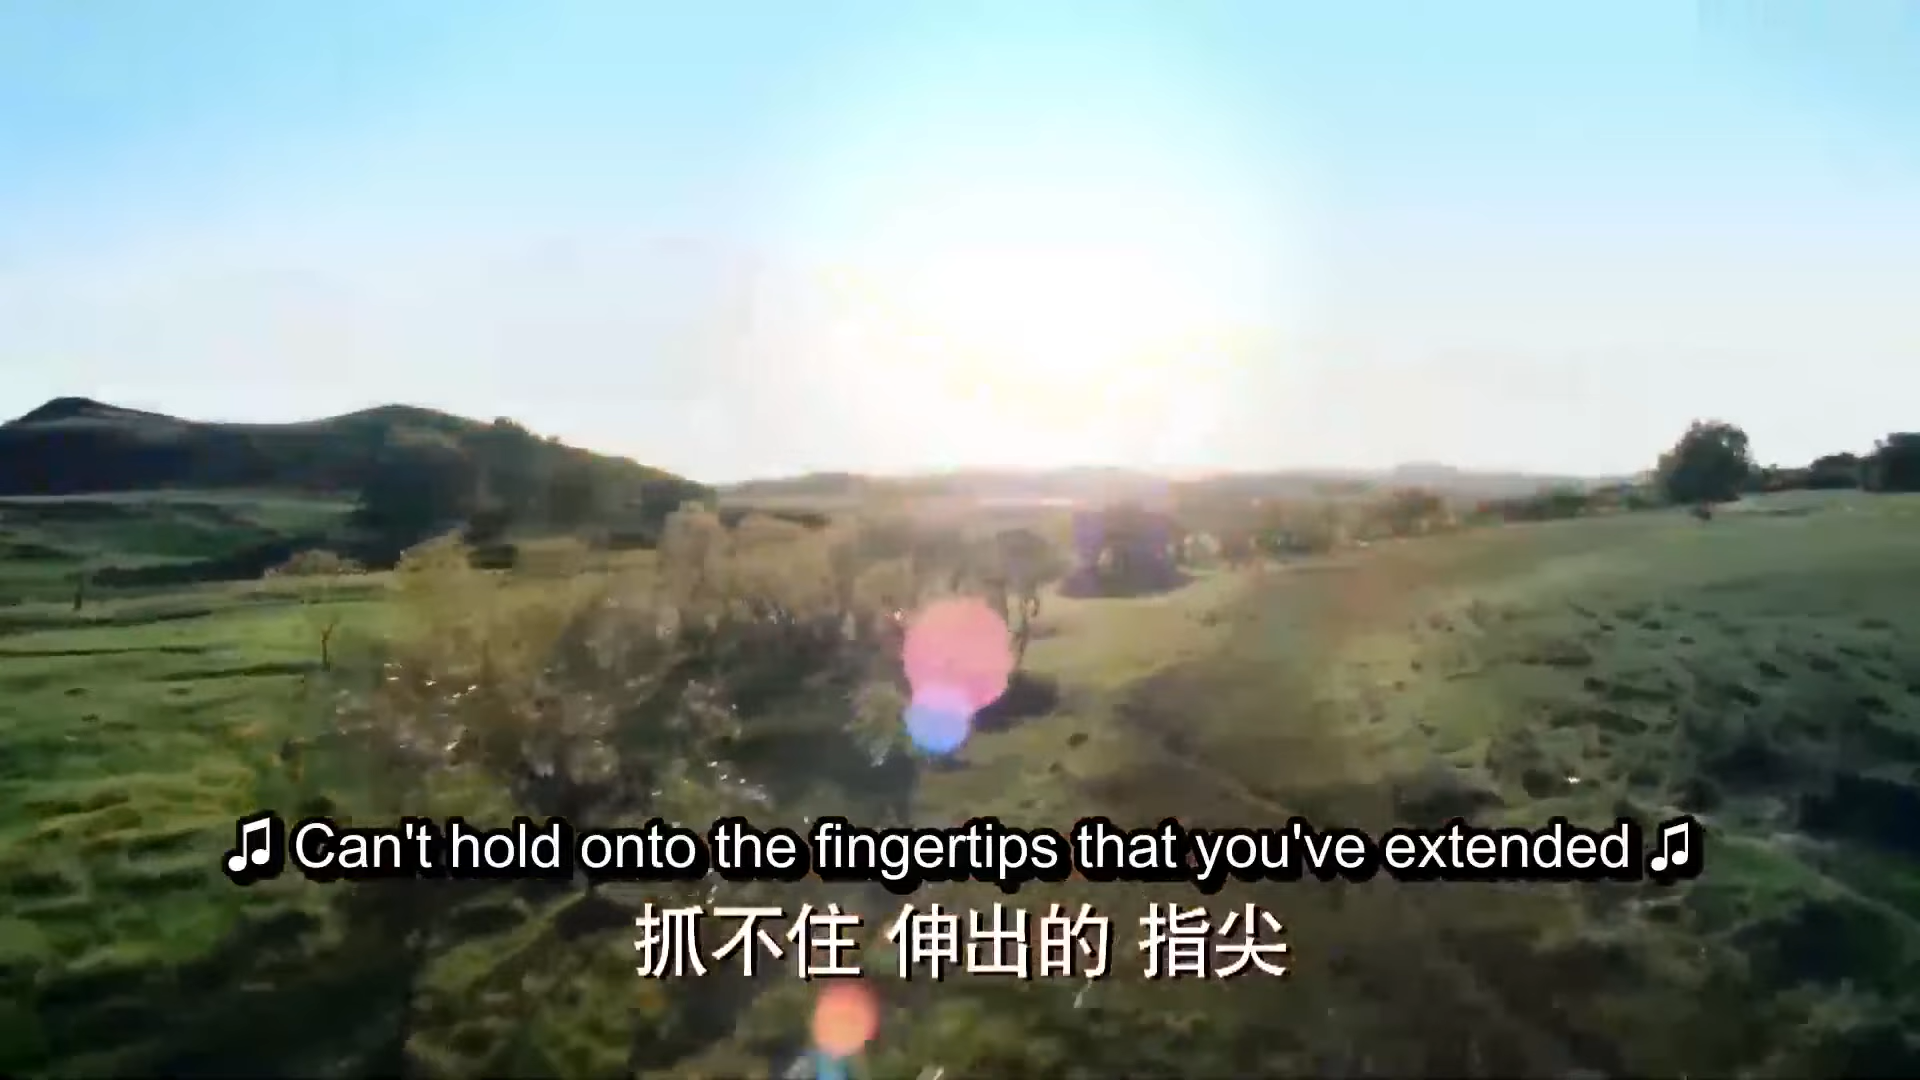 ♫ Can't hold onto the fingertips that you've extended ♫
抓不住 伸出的 指尖